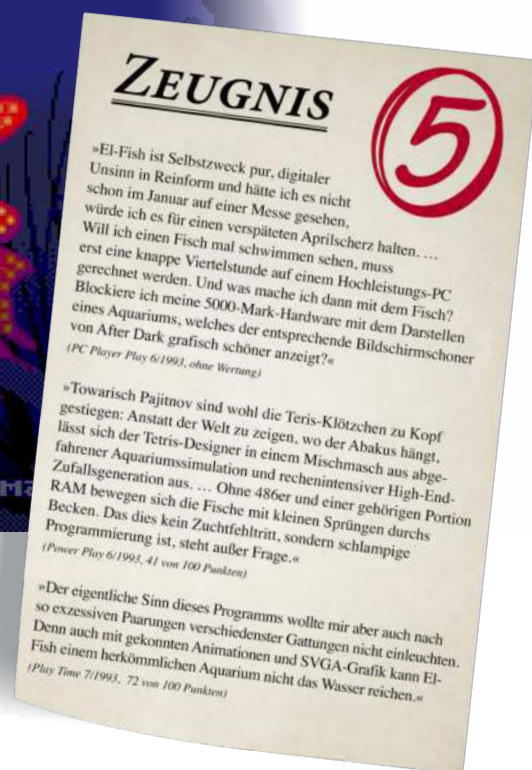 ZEUGNIS
5
»El-Fish ist Selbstzweck pur, digitaler
Unsinn in Reinform und hätte ich es nicht
schon im Januar auf einer Messe gesehen,
würde ich es für einen verspäteten Aprilscherz halten. …
Will ich einen Fisch mal schwimmen sehen, muss
erst eine knappe Viertelstunde auf einem Hochleistungs-PC
gerechnet werden. Und was mache ich dann mit dem Fisch?
Blockiere ich meine 5000-Mark-Hardware mit dem Darstellen
eines Aquariums, welches der entsprechende Bildschirmschoner
von After Dark grafisch schöner anzeigt?«
(PC Player Play 6/1993, ohne Wertung)
»Towarisch Pajitnov sind wohl die Teris-Klötzchen zu Kopf
gestiegen: Anstatt der Welt zu zeigen, wo der Abakus hängt,
lässt sich der Tetris-Designer in einem Mischmasch aus abge-
fahrener Aquariumssimulation und rechenintensiver High-End-
Zufallsgeneration aus. … Ohne 486er und einer gehörigen Portion
RAM bewegen sich die Fische mit kleinen Sprüngen durchs
Becken. Das dies kein Zuchtfehltritt, sondern schlampige
Programmierung ist, steht außer Frage.«
(Power Play 6/1993, 41 von 100 Punkten)
»Der eigentliche Sinn dieses Programms wollte mir aber auch nach
so exzessiven Paarungen verschiedenster Gattungen nicht einleuchten.
Denn auch mit gekonnten Animationen und SVGA-Grafik kann El-
Fish einem herkömmlichen Aquarium nicht das Wasser reichen.«
(Play Time 7/1993, 72 von 100 Punkten)